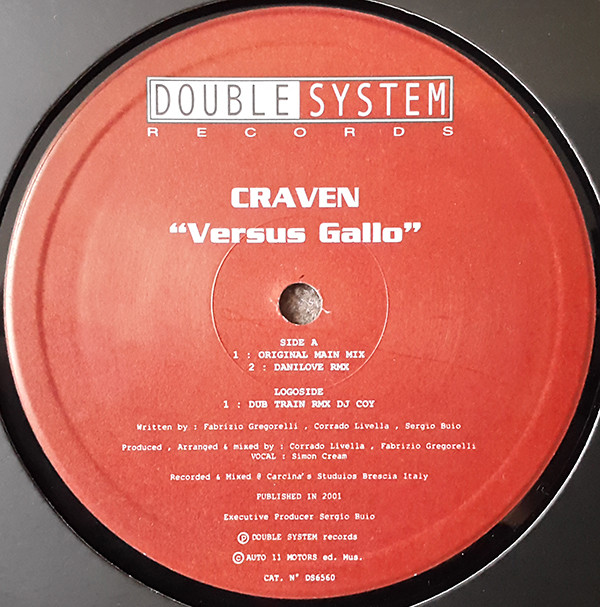 DOUBLE SYSTEM
RECORDS
CRAVEN
“Versus Gallo”
SIDE A
1 : ORIGINAL MAIN MIX
2 : DANILOVE RMX
LOGOSIDE
1 : DUB TRAIN RMX DJ COY
Written by : Fabrizio Gregorelli , Corrado Livella , Sergio Buio
Produced , Arranged & mixed by : Corrado Livella , Fabrizio Gregorelli
VOCAL : Simon Cream
Recorded & Mixed @ Carcina's Studuios Brescia Italy
PUBLISHED IN 2001
Executive Producer Sergio Buio
℗ DOUBLE SYSTEM records
© AUTO 11 MOTORS ed. Mus.
CAT. N° DS6560